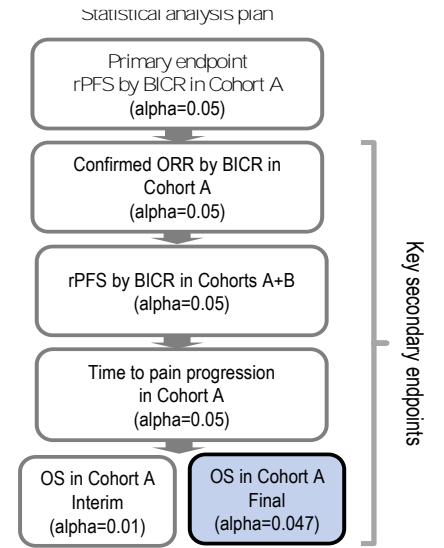 Statistical analysis plan
Primary endpoint
rPFS by BICR in Cohort A
(alpha=0.05)
Confirmed ORR by BICR in
Cohort A
(alpha=0.05)
rPFS by BICR in Cohorts A+B
(alpha=0.05)
Time to pain progression
in Cohort A
(alpha=0.05)
OS in Cohort A
Interim
(alpha=0.01)
OS in Cohort A
Final
(alpha=0.047)
Key secondary endpoints